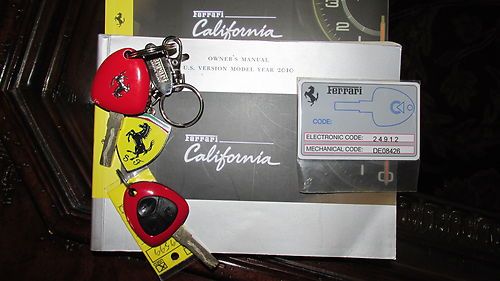 Ferrari
California
OWNER'S MANUAL
U.S. VERSION MODEL YEAR 2010
Ferrari
California
Ferrari
CODE:
ELECTRONIC CODE: 2 4 9 1 2
MECHANICAL CODE: DE08426
S F